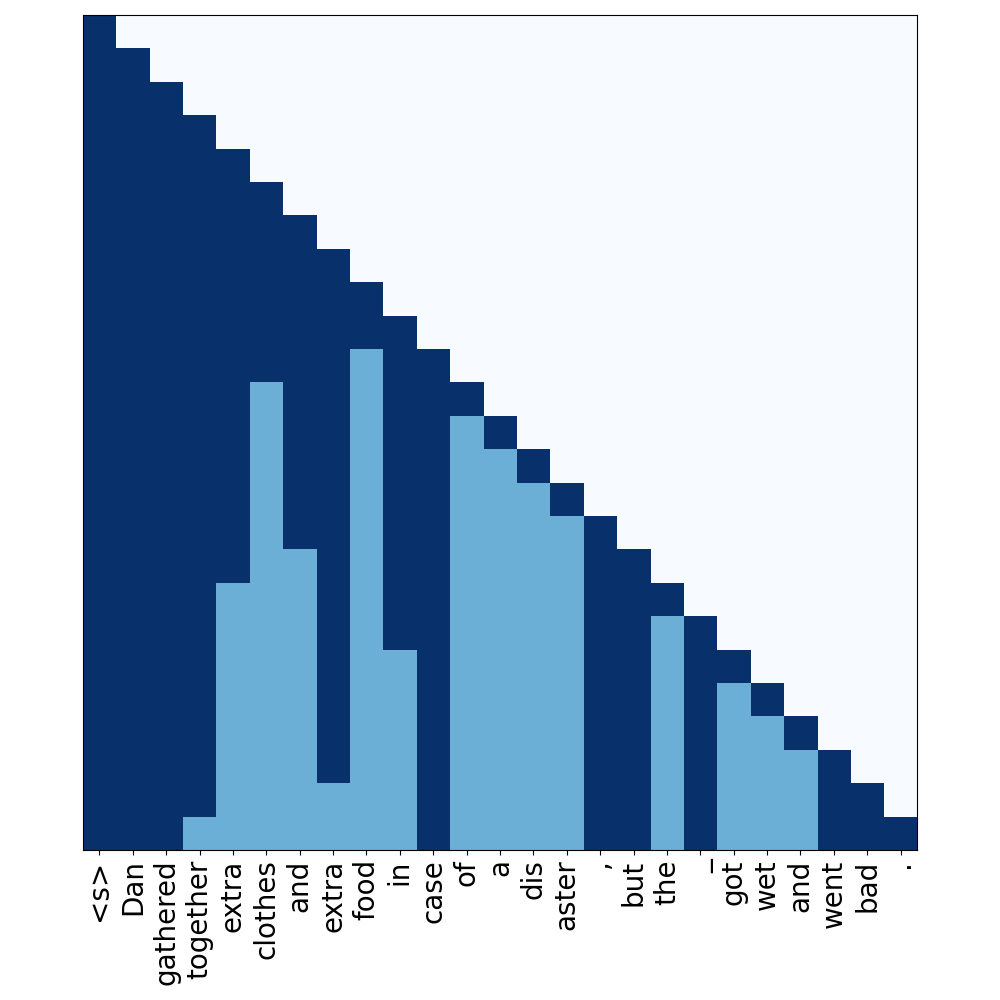 <s>
Dan
gathered
together
extra
clothes
and
extra
food
in
case
of
a
dis
aster
,
but
the
_
got
wet
and
went
bad
.